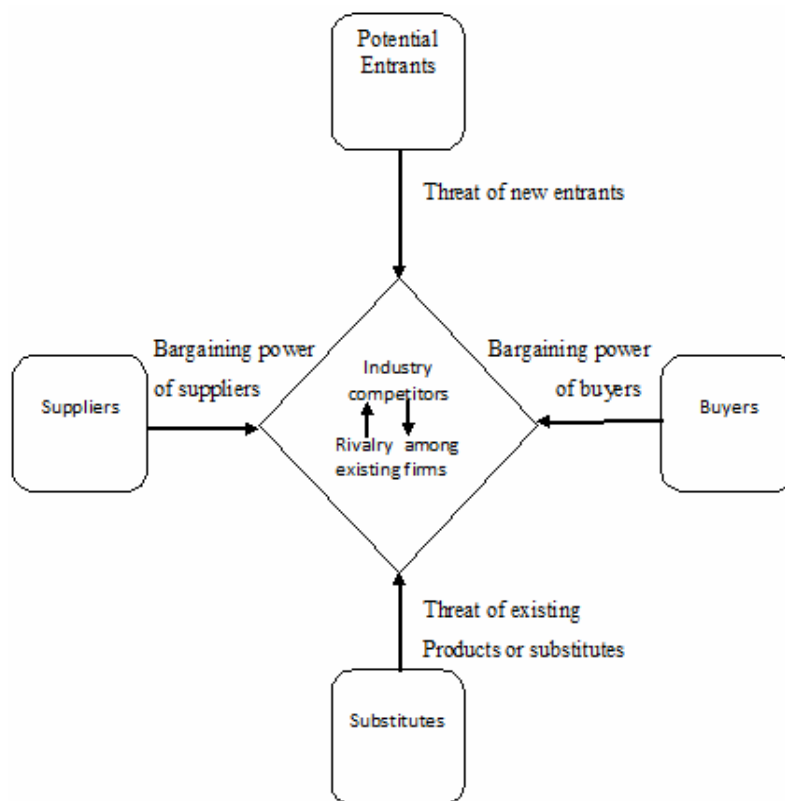 Potential
Entrants
Threat of new entrants
Bargaining power
of suppliers
Suppliers
Industry
competitors
Rivalry among
existing firms
Bargaining power
of buyers
Buyers
Threat of existing
Products or substitutes
Substitutes